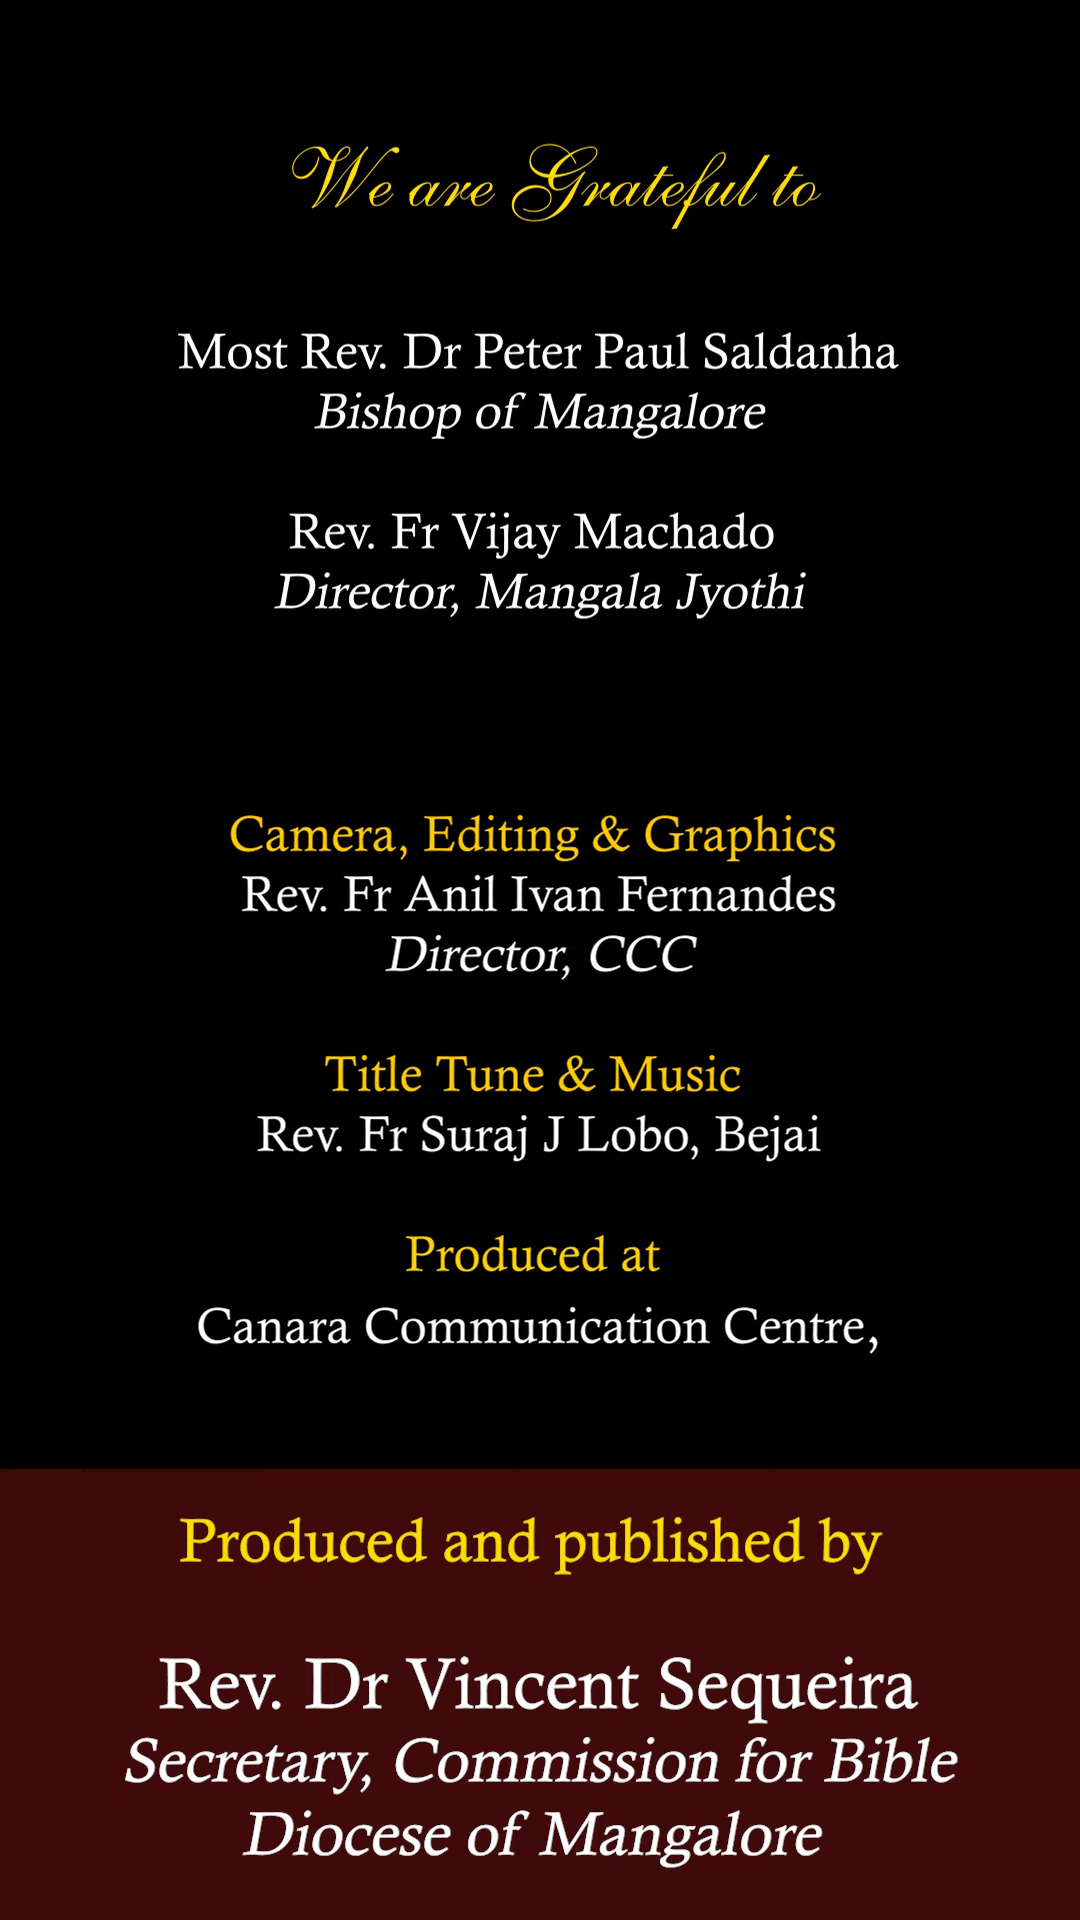 We are Grateful to
Most Rev. Dr Peter Paul Saldanha
Bishop of Mangalore
Rev. Fr Vijay Machado
Director, Mangala Jyothi
Camera, Editing & Graphics
Rev. Fr Anil Ivan Fernandes
Director, CCC
Title Tune & Music
Rev. Fr Suraj J Lobo, Bejai
Produced at
Canara Communication Centre,
Produced and published by
Rev. Dr Vincent Sequeira
Secretary, Commission for Bible
Diocese of Mangalore